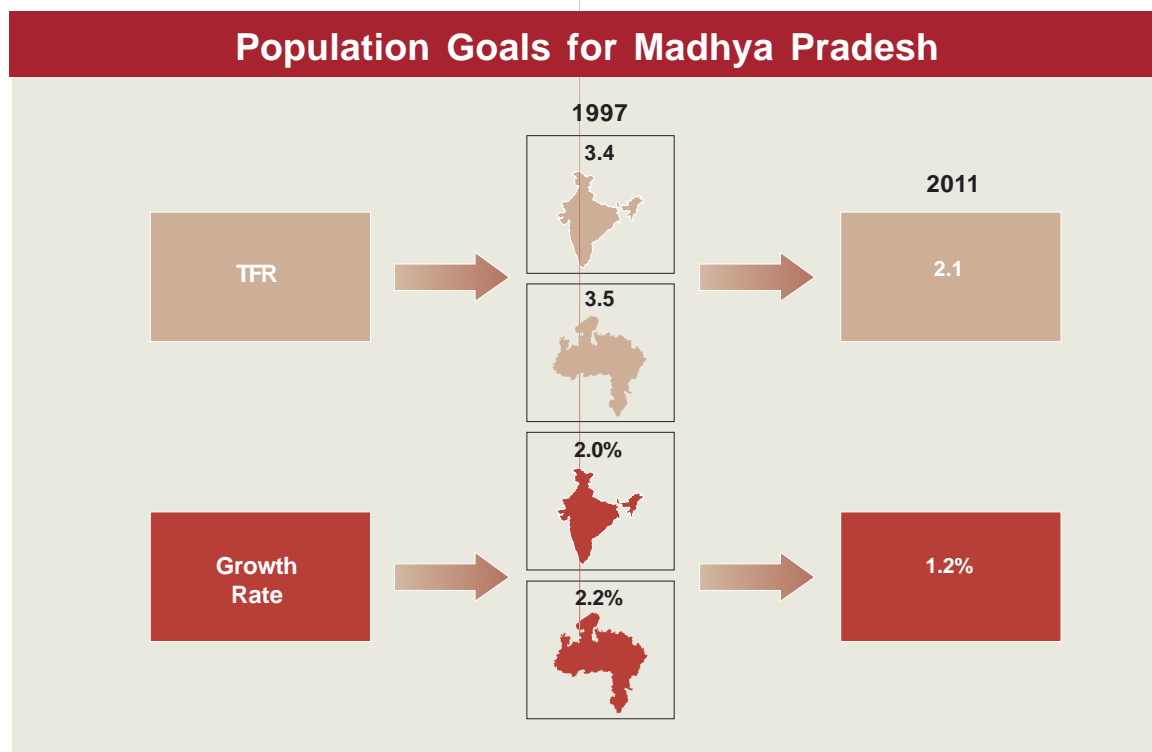 Population Goals for Madhya Pradesh
1997
3.4
2011
TFR
2.1
3.5
2.0%
Growth
Rate
1.2%
2.2%